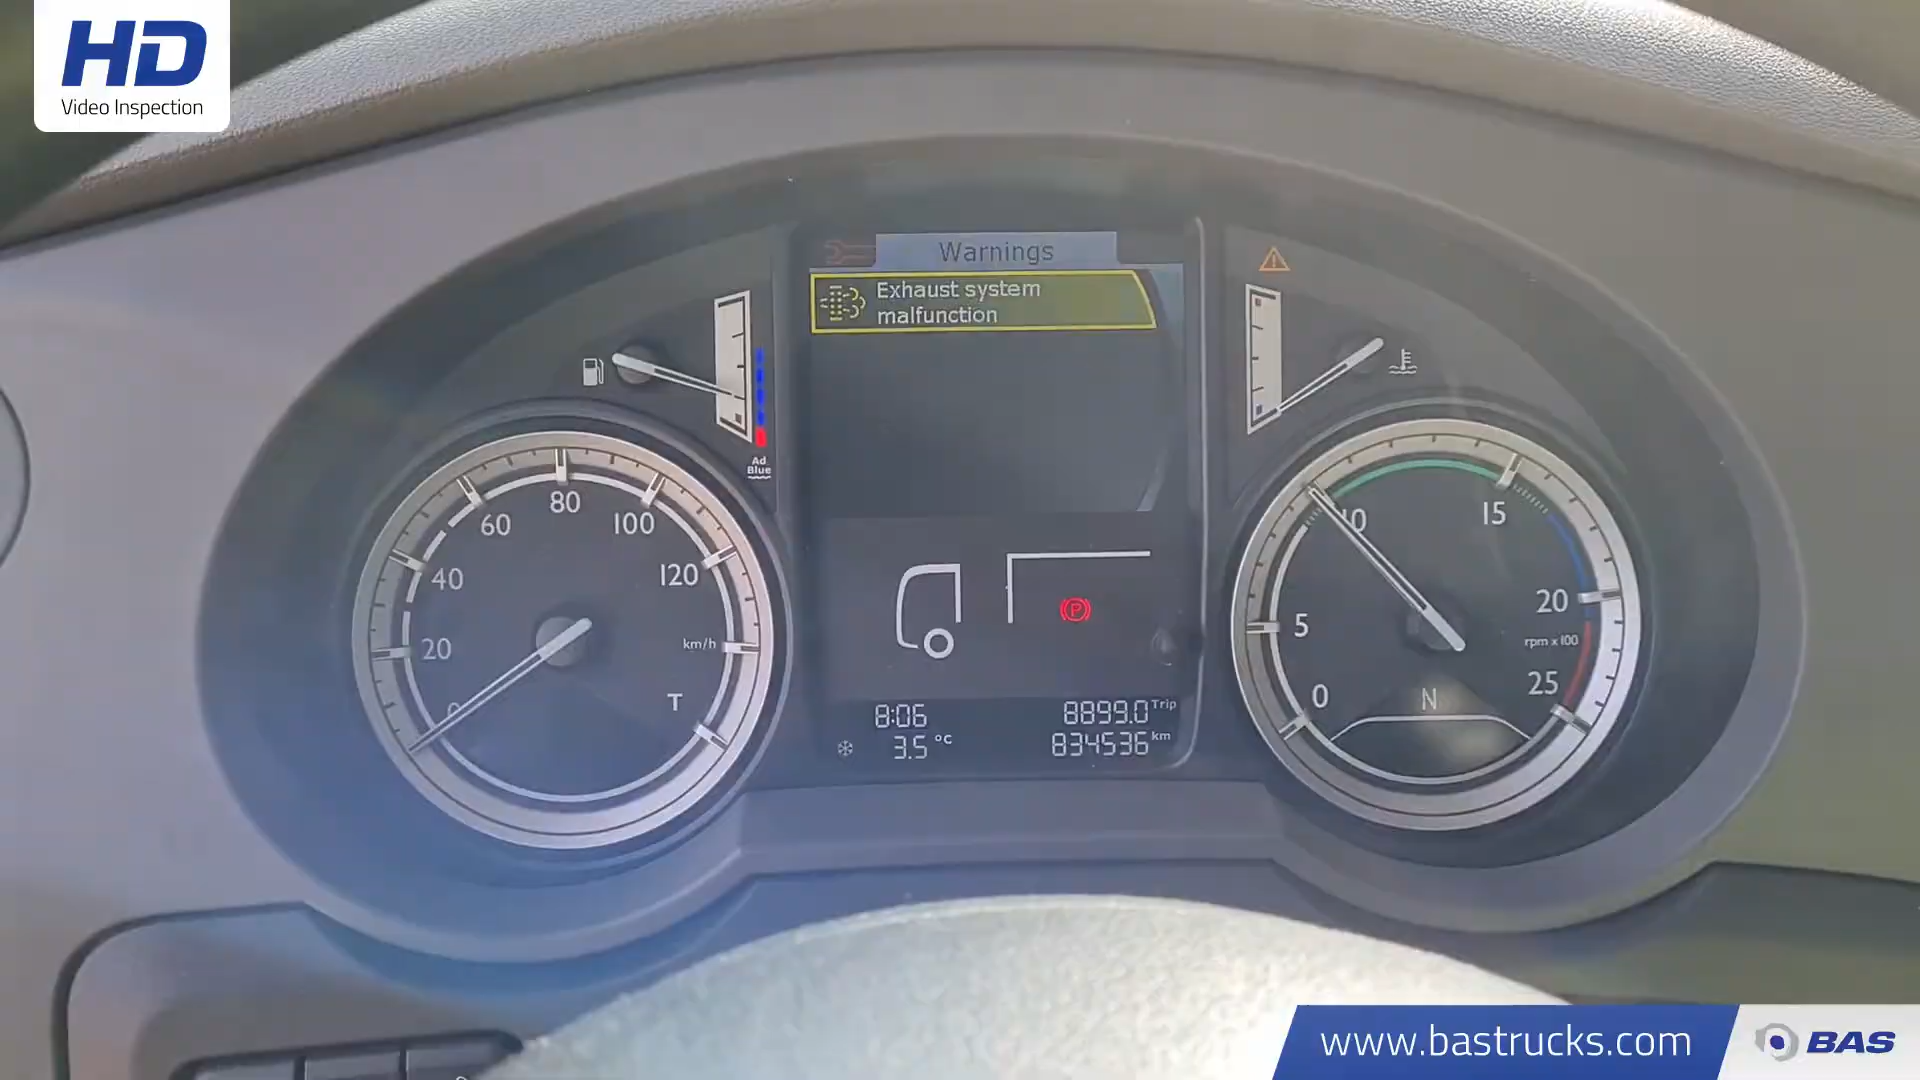 HD
Video Inspection
Warnings
Exhaust system
malfunction
Ad
Blue
0
20
40
60
80
100
120
km/h
T
P
8:06
8899.0 Trip
3.5 °C
834536 km
0
5
10
15
20
25
rpm x 100
N
www.bastrucks.com
BAS